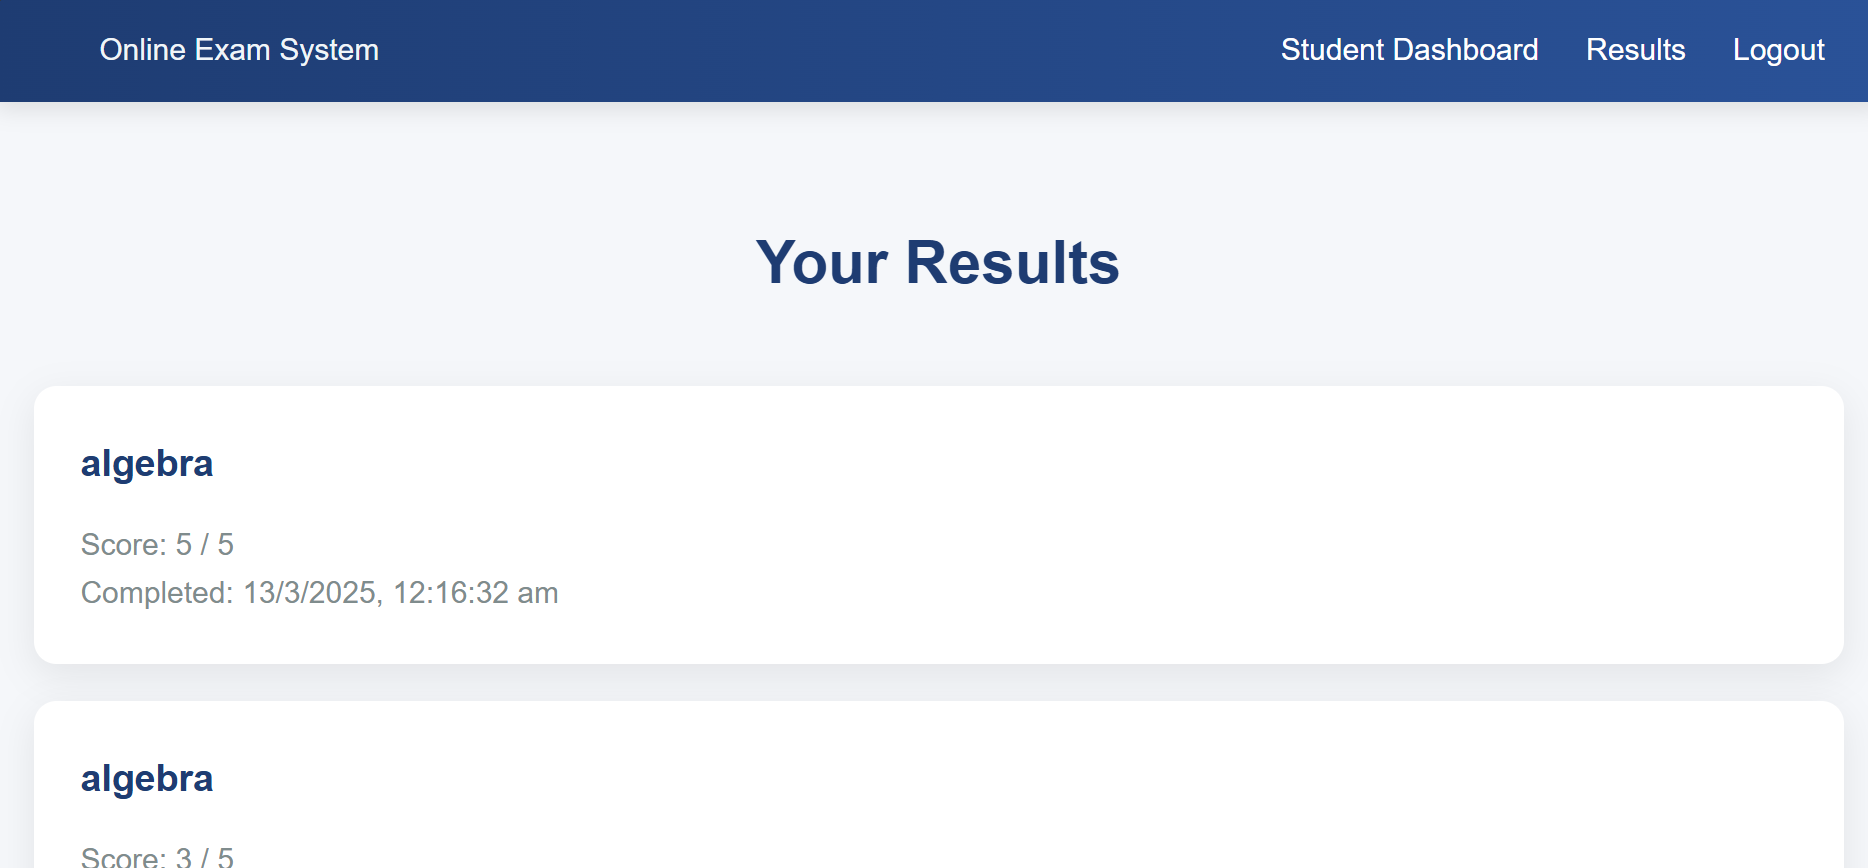 Online Exam System
Student Dashboard Results Logout
Your Results
algebra
Score: 5 / 5
Completed: 13/3/2025, 12:16:32 am
algebra
Score: 3 / 5